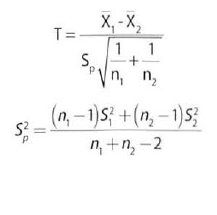 T = (X̄₁ - X̄₂) / (Sₚ √(1/n₁ + 1/n₂))
Sₚ² = ((n₁ – 1)S₁² + (n₂ – 1)S₂²) / (n₁ + n₂ – 2)